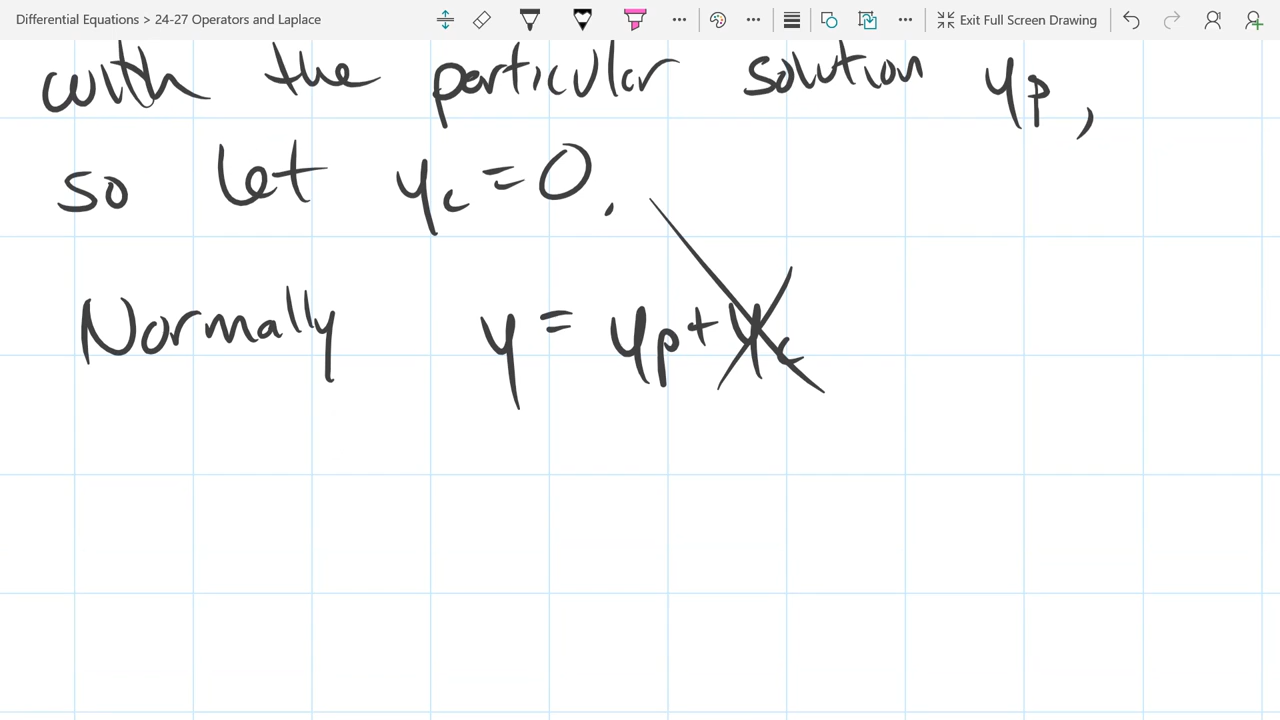 Differential Equations > 24-27 Operators and Laplace
Exit Full Screen Drawing
with the particular solution yp,
so let yc = 0.
Normally y = yp + yc